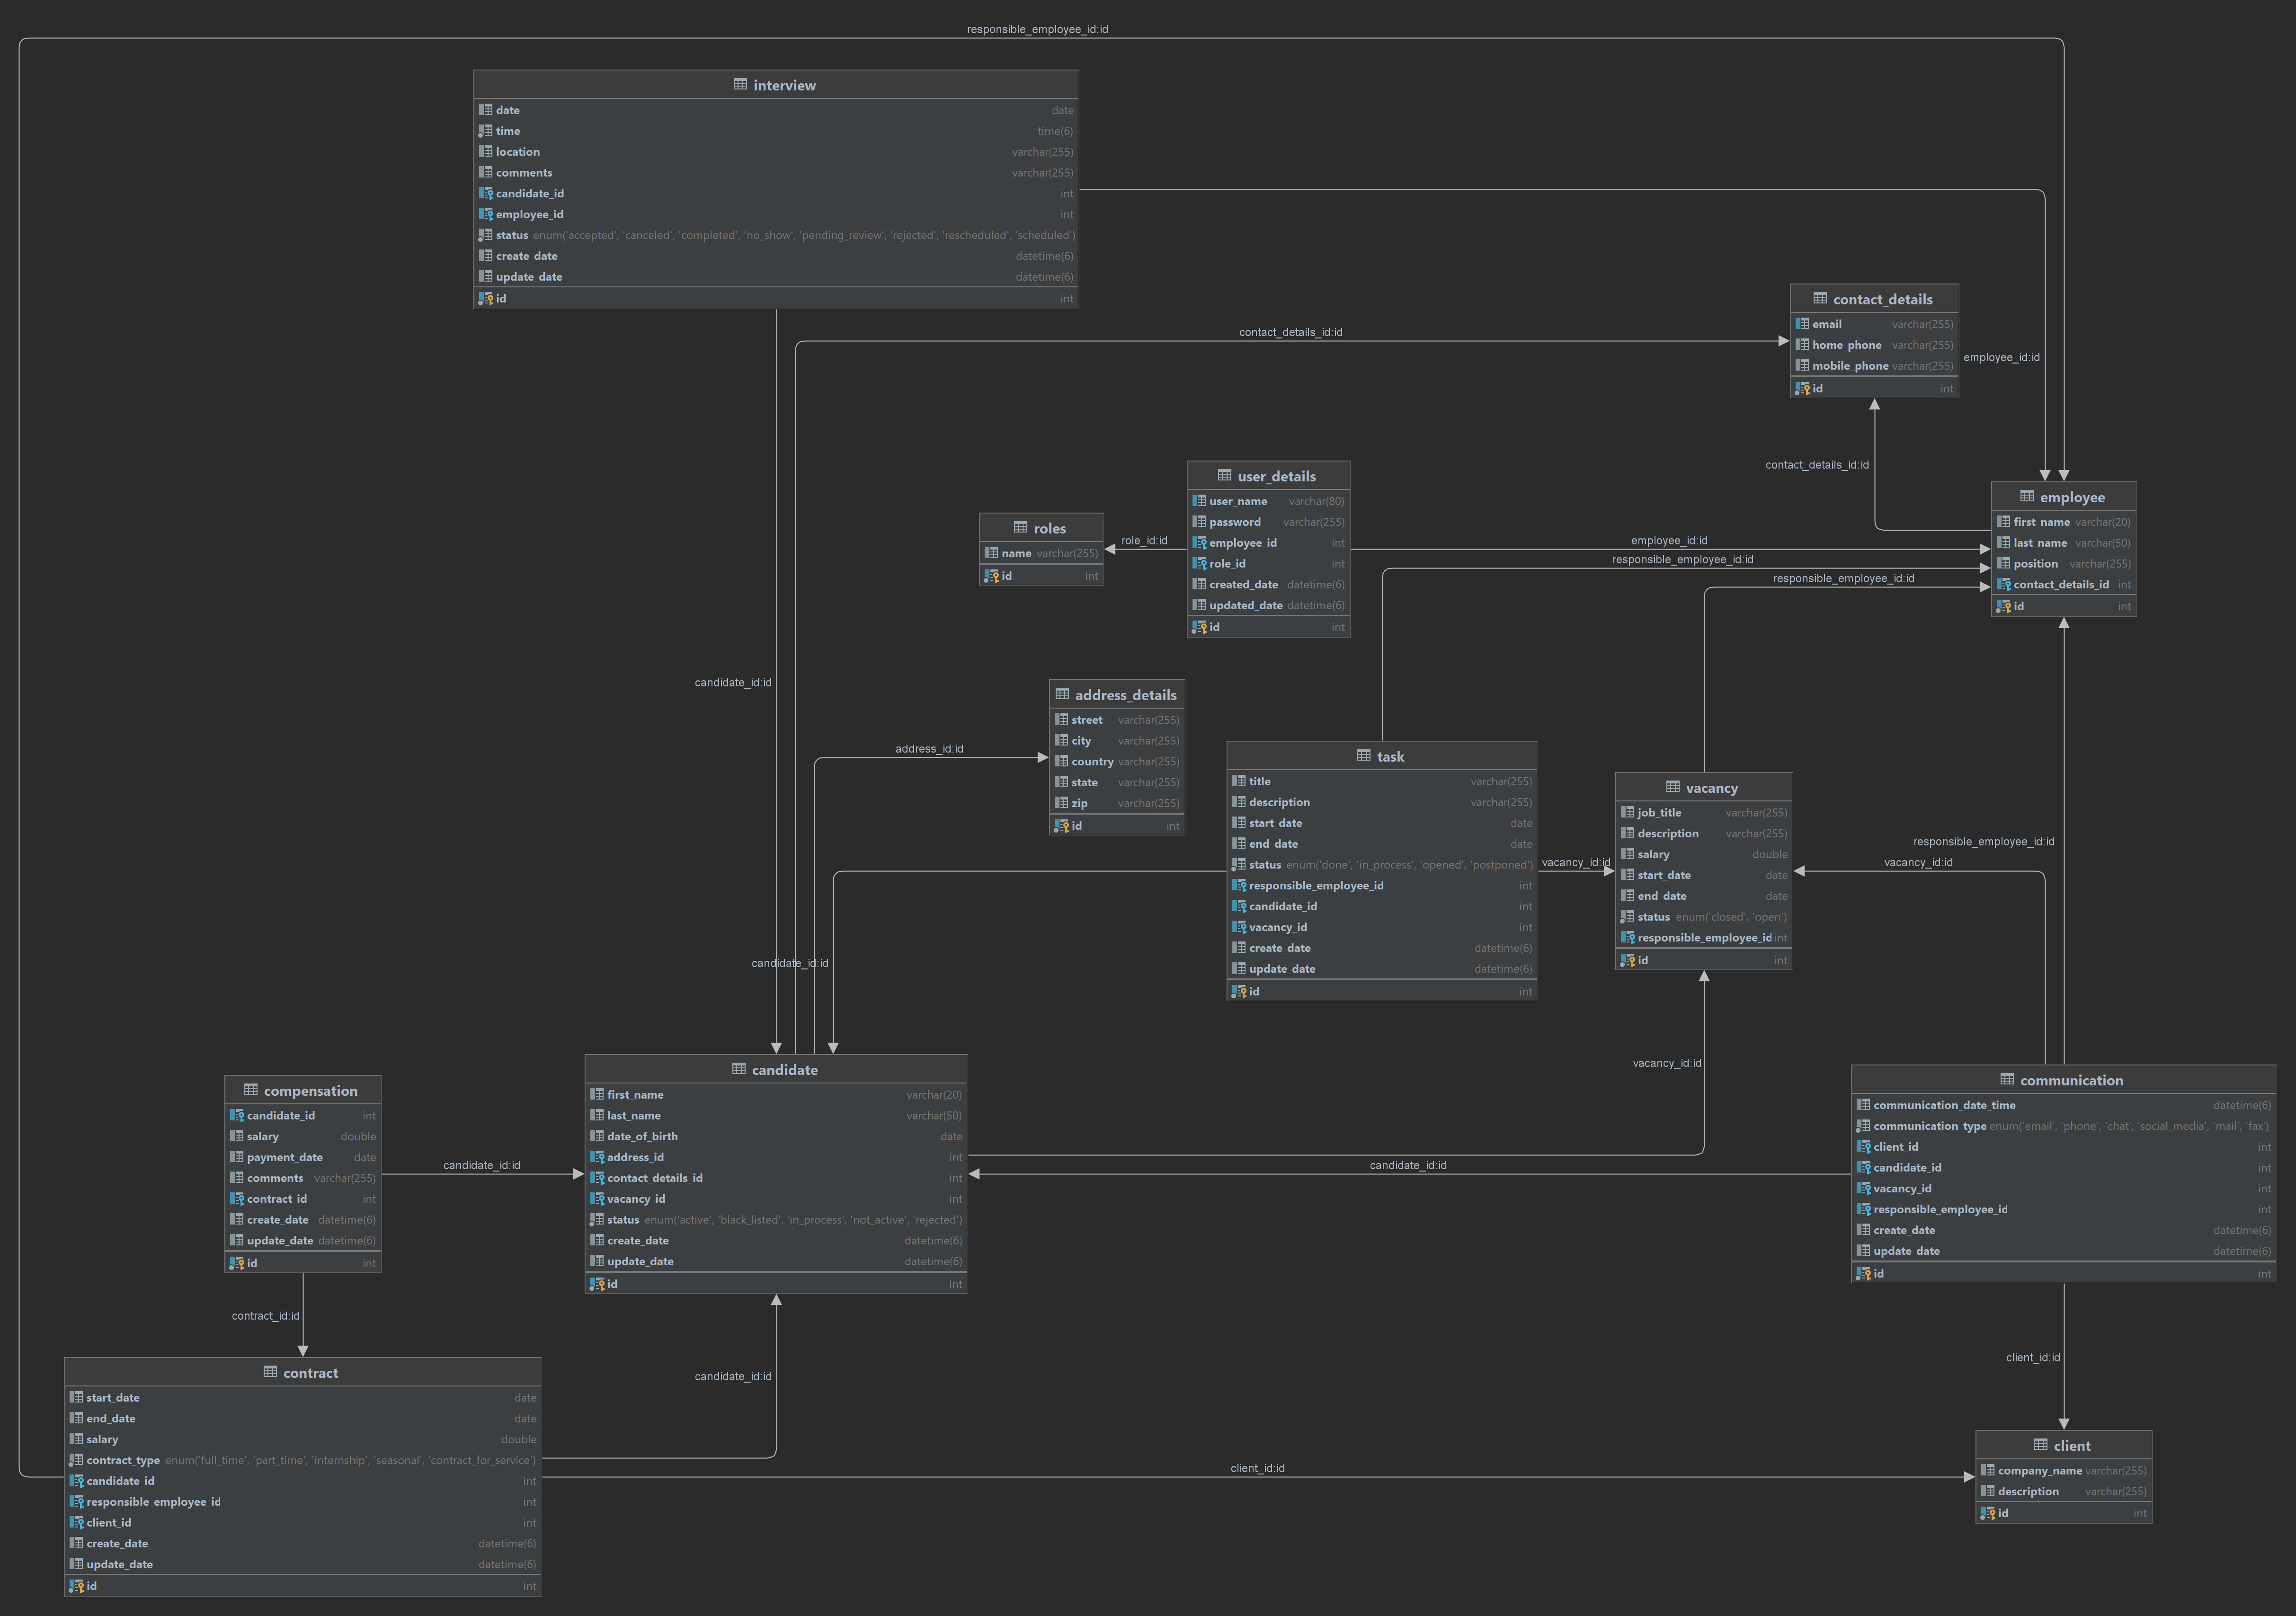 responsible_employee_id:id
interview
date date
time time(6)
location varchar(255)
comments varchar(255)
candidate_id int
employee_id int
status enum('accepted', 'canceled', 'completed', 'no_show', 'pending_review', 'rejected', 'rescheduled', 'scheduled')
create_date datetime(6)
update_date datetime(6)
id int
contact_details
email varchar(255)
home_phone varchar(255)
mobile_phone varchar(255)
id int
contact_details_id:id
employee_id:id
contact_details_id:id
user_details
user_name varchar(80)
password varchar(255)
employee_id int
role_id int
created_date datetime(6)
updated_date datetime(6)
id int
employee
first_name varchar(20)
last_name varchar(50)
position varchar(255)
contact_details_id int
id int
roles
name varchar(255)
id int
role_id:id
employee_id:id
responsible_employee_id:id
responsible_employee_id:id
candidate_id:id
address_details
street varchar(255)
city varchar(255)
country varchar(255)
state varchar(255)
zip varchar(255)
id int
address_id:id
task
title varchar(255)
description varchar(255)
start_date date
end_date date
status enum('done', 'in_process', 'opened', 'postponed')
responsible_employee_id int
candidate_id int
vacancy_id int
create_date datetime(6)
update_date datetime(6)
id int
vacancy_id:id
vacancy
job_title varchar(255)
description varchar(255)
salary double
start_date date
end_date date
status enum('closed', 'open')
responsible_employee_id int
id int
responsible_employee_id:id
vacancy_id:id
candidate_id:id
vacancy_id:id
compensation
candidate_id int
salary double
payment_date date
comments varchar(255)
contract_id int
create_date datetime(6)
update_date datetime(6)
id int
candidate_id:id
candidate
first_name varchar(20)
last_name varchar(50)
date_of_birth date
address_id int
contact_details_id int
vacancy_id int
status enum('active', 'black_listed', 'in_process', 'not_active', 'rejected')
create_date datetime(6)
update_date datetime(6)
id int
candidate_id:id
communication
communication_date_time datetime(6)
communication_type enum('email', 'phone', 'chat', 'social_media', 'mail', 'fax')
client_id int
candidate_id int
vacancy_id int
responsible_employee_id int
create_date datetime(6)
update_date datetime(6)
id int
contract_id:id
candidate_id:id
client_id:id
contract
start_date date
end_date date
salary double
contract_type enum('full_time', 'part_time', 'internship', 'seasonal', 'contract_for_service')
candidate_id int
responsible_employee_id int
client_id int
create_date datetime(6)
update_date datetime(6)
id int
client_id:id
client
company_name varchar(255)
description varchar(255)
id int